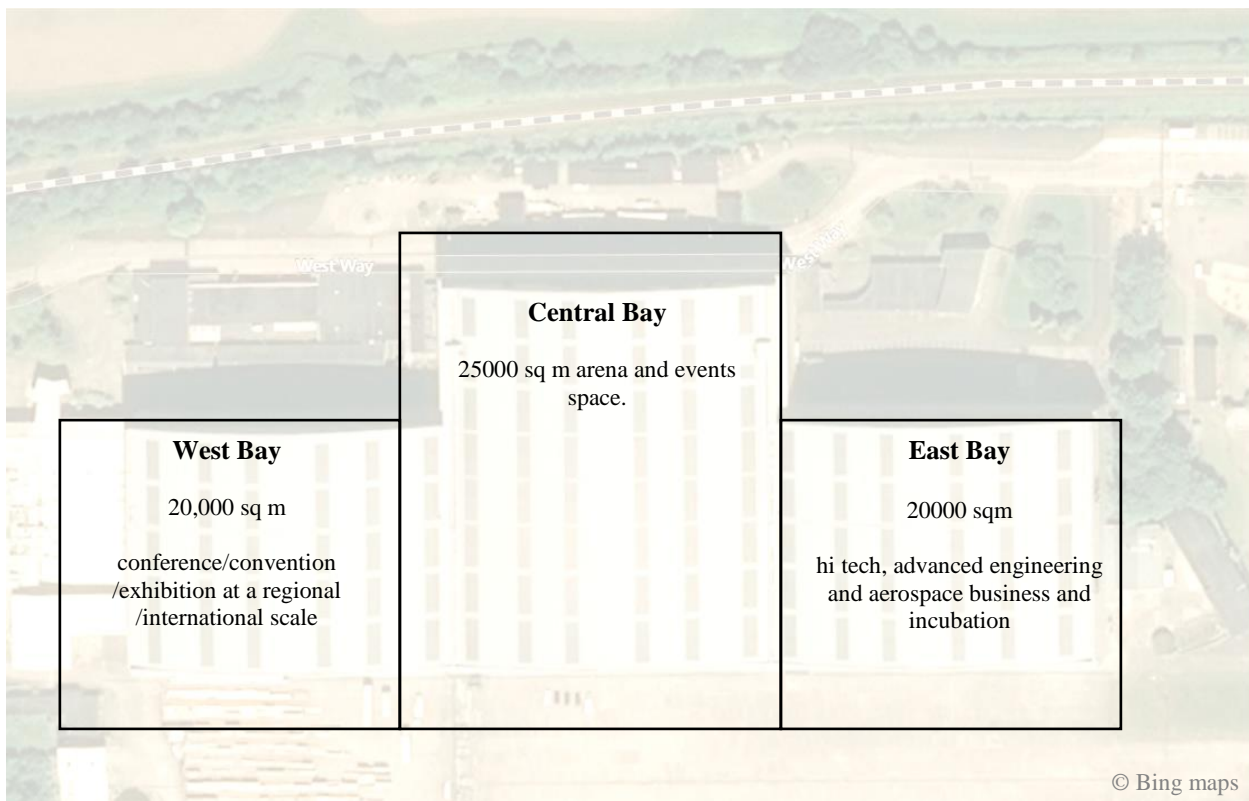 West Way
West Way
Central Bay
25000 sq m arena and events
space.
West Bay
20,000 sq m
conference/convention
/exhibition at a regional
/international scale
East Bay
20000 sqm
hi tech, advanced engineering
and aerospace business and
incubation
© Bing maps